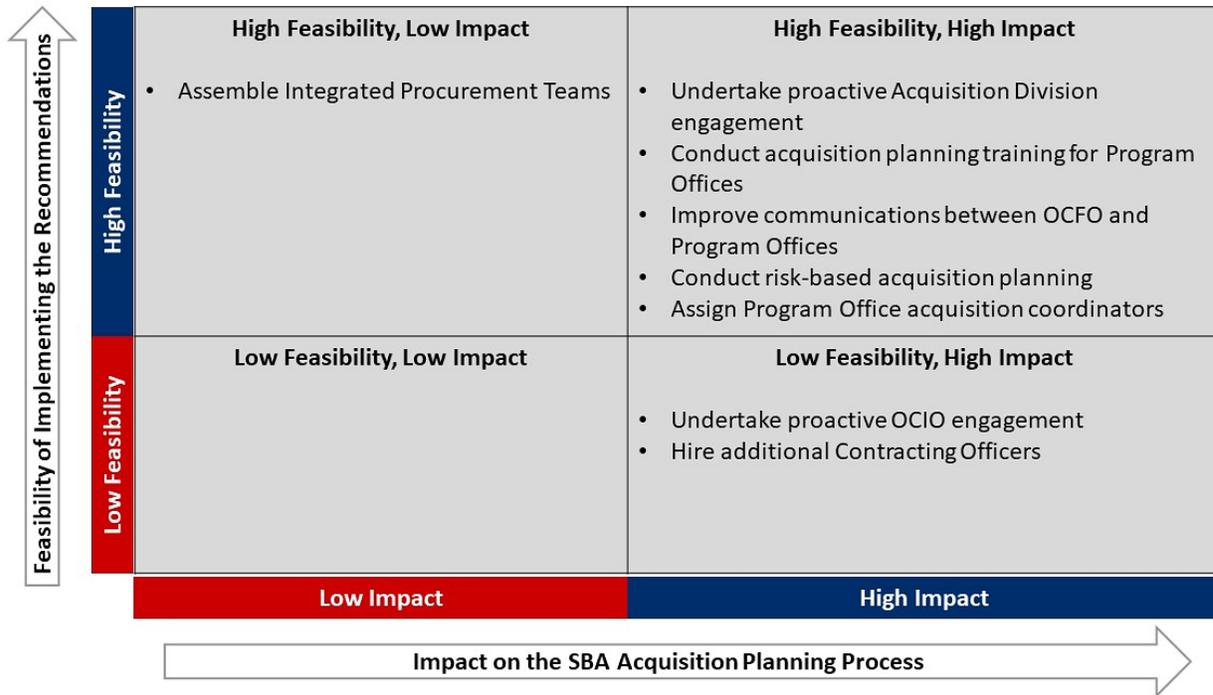 Feasibility of Implementing the Recommendations
High Feasibility
High Feasibility, Low Impact
• Assemble Integrated Procurement Teams
High Feasibility, High Impact
• Undertake proactive Acquisition Division
engagement
• Conduct acquisition planning training for Program
Offices
• Improve communications between OCFO and
Program Offices
• Conduct risk-based acquisition planning
• Assign Program Office acquisition coordinators
Low Feasibility
Low Feasibility, Low Impact
Low Feasibility, High Impact
• Undertake proactive OCIO engagement
• Hire additional Contracting Officers
Low Impact
High Impact
Impact on the SBA Acquisition Planning Process